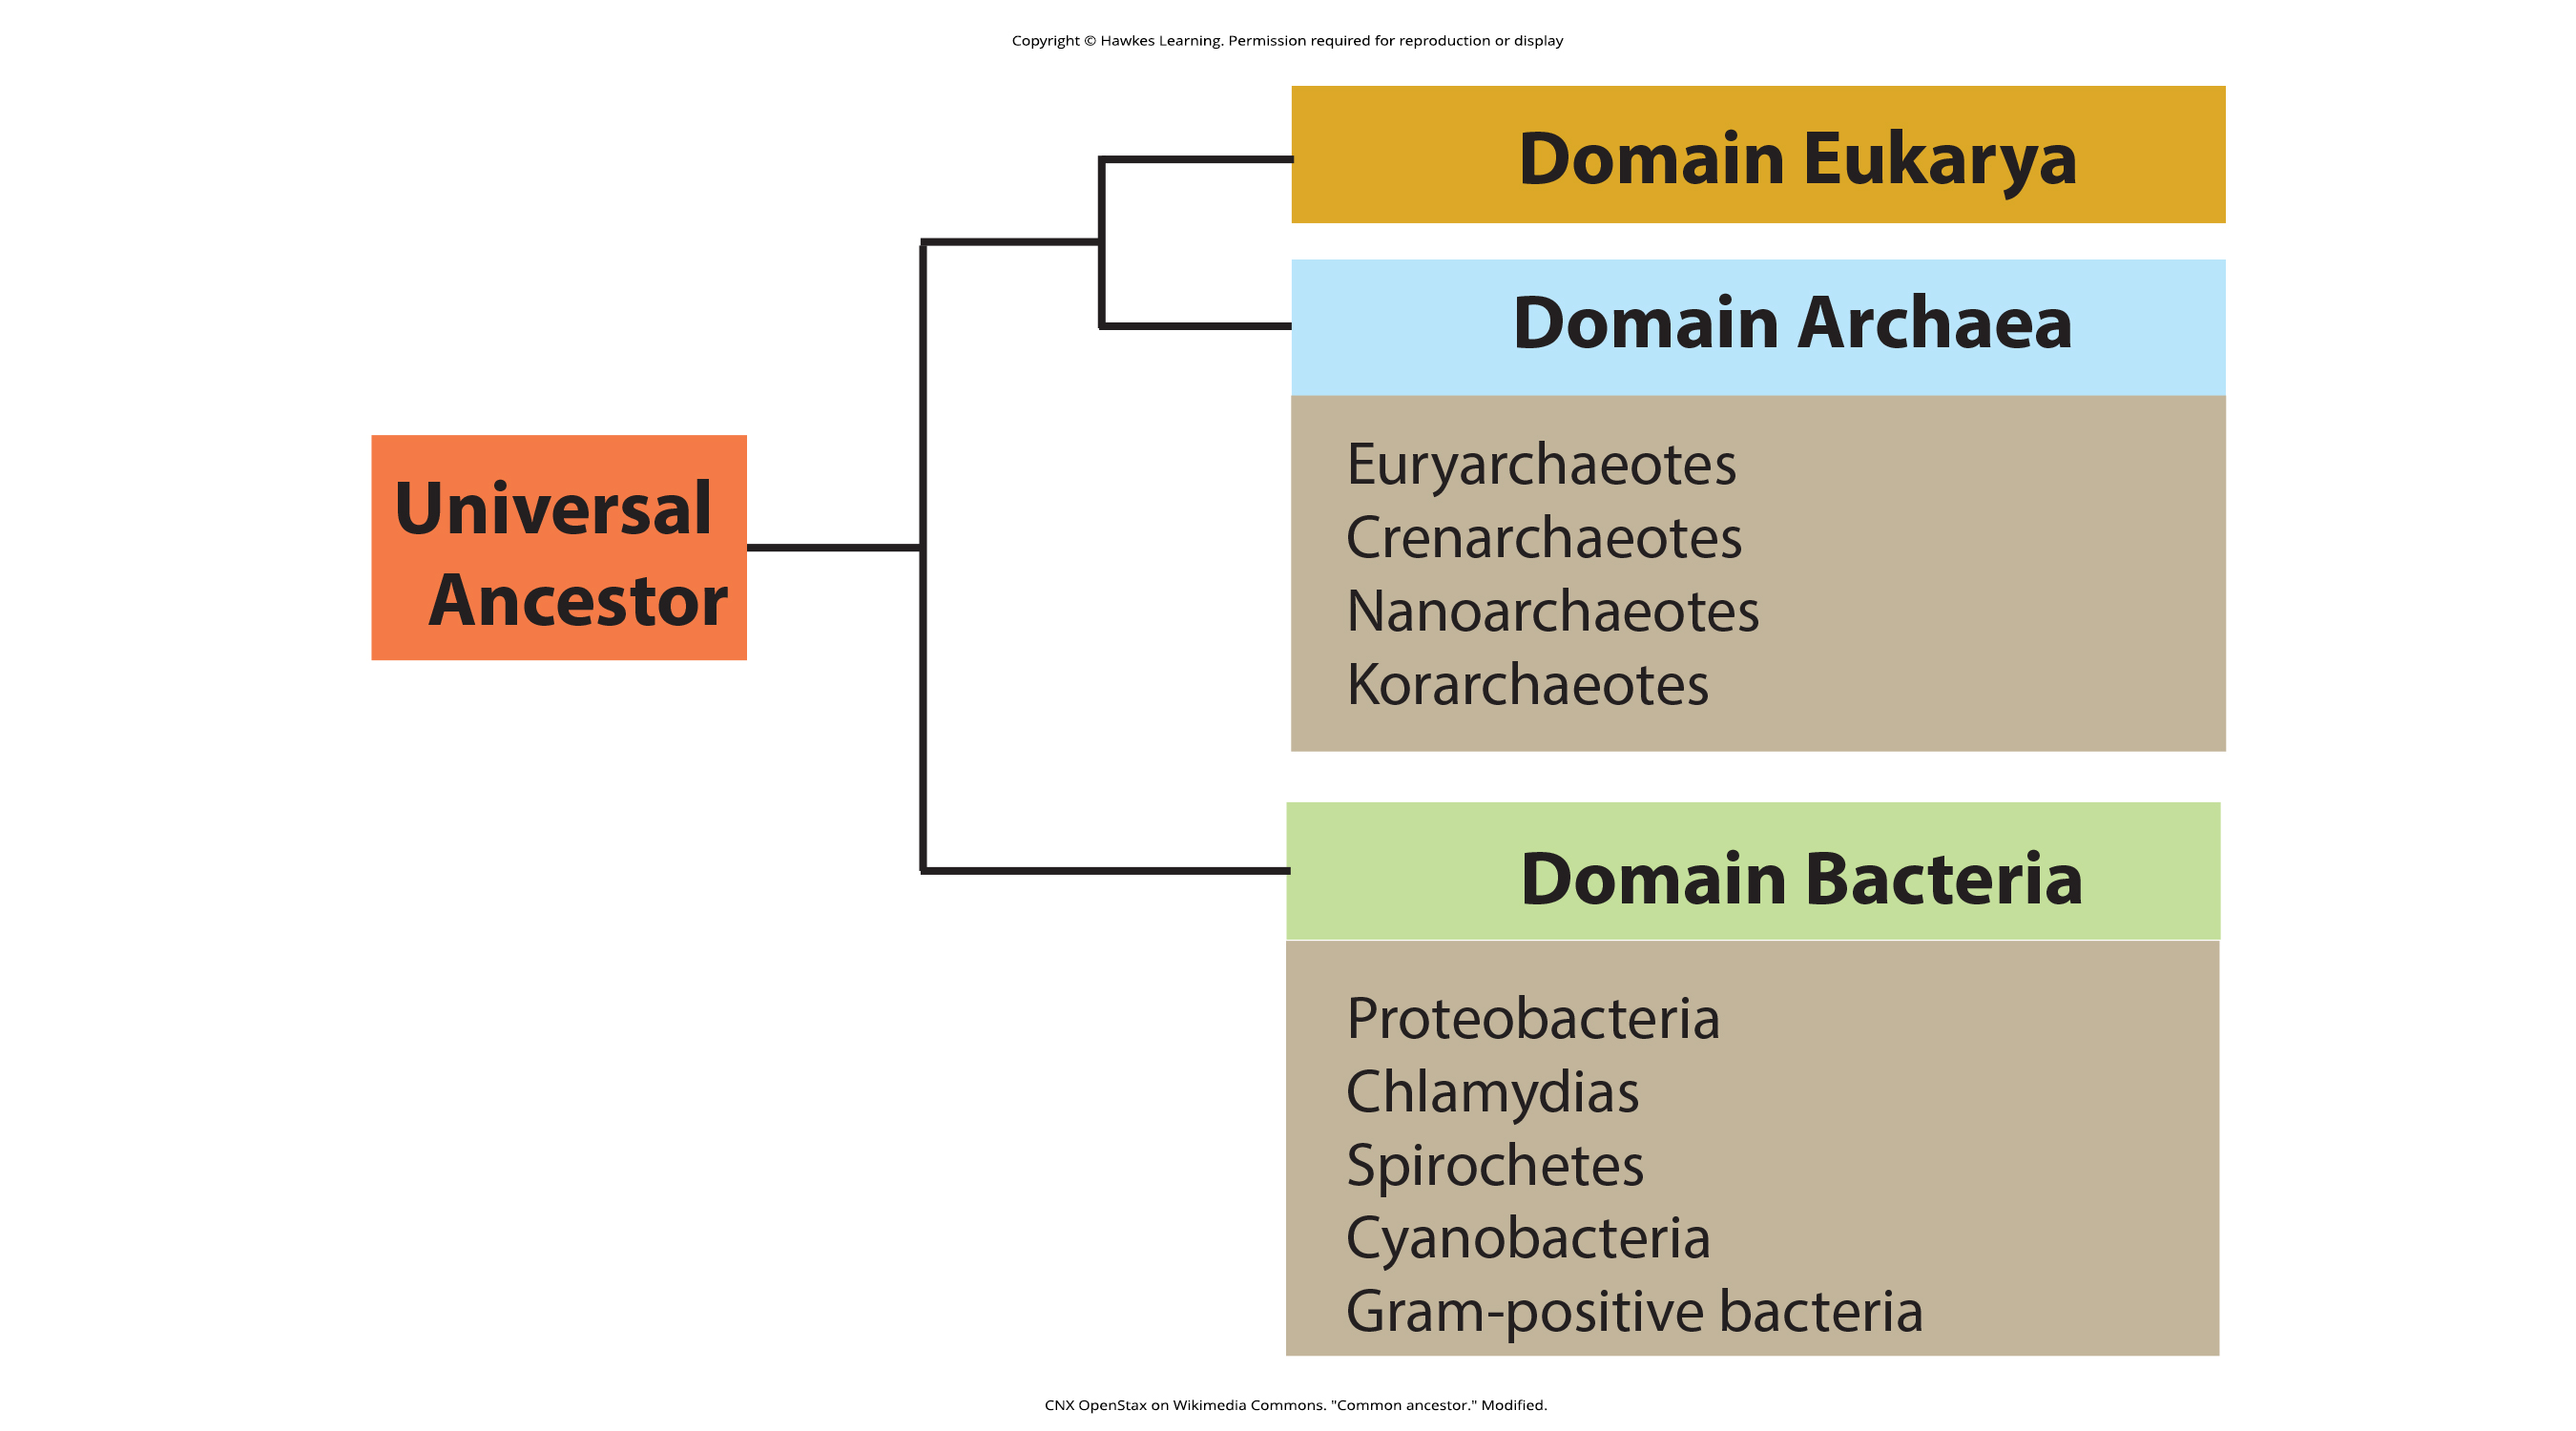 Copyright © Hawkes Learning. Permission required for reproduction or display
Domain Eukarya
Domain Archaea
Euryarchaeotes
Crenarchaeotes
Nanoarchaeotes
Korarchaeotes
Universal
Ancestor
Domain Bacteria
Proteobacteria
Chlamydias
Spirochetes
Cyanobacteria
Gram-positive bacteria
CNX OpenStax on Wikimedia Commons. "Common ancestor." Modified.